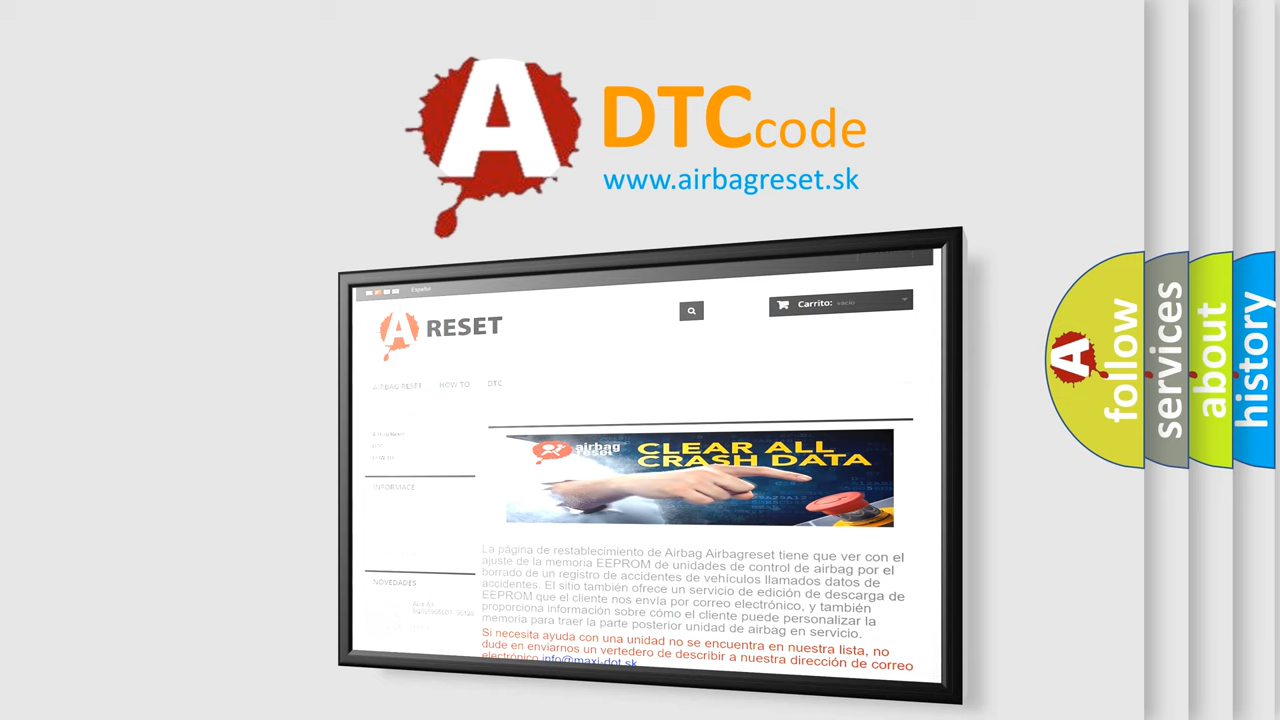 A DTCcode
www.airbagreset.sk
Español
A RESET
Carrito: vacío
AIRBAG RESET HOW TO DTC
INFORMACE
CLEAR ALL
CRASH DATA
airbag
reset
La página de restablecimiento de Airbag Airbagreset tiene que ver con el
ajuste de la memoria EEPROM de unidades de control de airbag por el
borrado de un registro de accidentes de vehículos llamados datos de
accidentes. El sitio también ofrece un servicio de edición de descarga de
EEPROM que el cliente nos envía por correo electrónico, y también
proporciona información sobre cómo el cliente puede personalizar la
memoria para traer la parte posterior unidad de airbag en servicio.
Si necesita ayuda con una unidad no se encuentra en nuestra lista, no
dude en enviarnos un vertedero de describir a nuestra dirección de correo
electrónico info@maxi-dot.sk
NOVEDADES
A follow
services
about
history